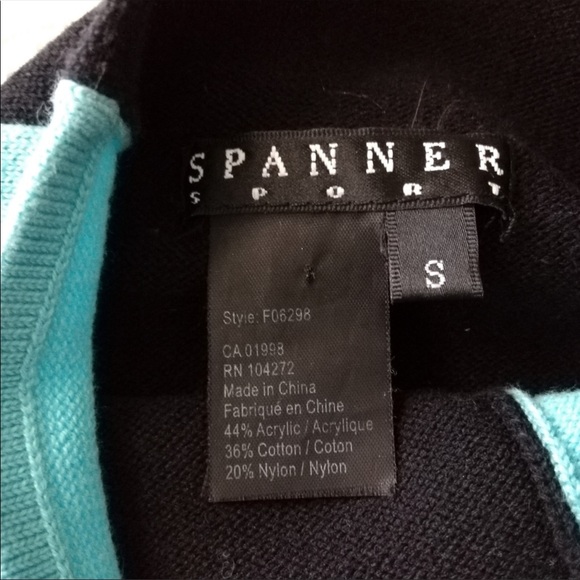 SPANNER
SPORT
S
Style: F06298
CA 01998
RN 104272
Made in China
Fabriqué en Chine
44% Acrylic / Acrylique
36% Cotton / Coton
20% Nylon / Nylon